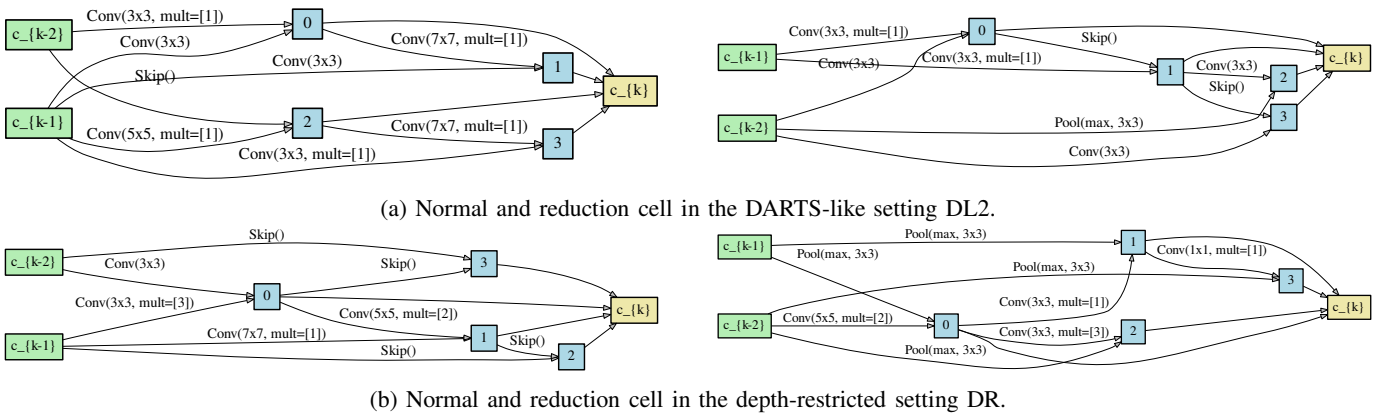 c_{k-2}
Conv(3x3, mult=[1])
0
Conv(3x3)
Conv(7x7, mult=[1])
Conv(3x3)
1
Skip()
c_{k}
c_{k-1}
Conv(5x5, mult=[1])
2
Conv(7x7, mult=[1])
Conv(3x3, mult=[1])
3
Conv(3x3, mult=[1])
0
Skip()
c_{k-1}
Conv(3x3)
Conv(3x3, mult=[1])
1
Conv(3x3)
2
c_{k}
Skip()
3
c_{k-2}
Pool(max, 3x3)
Conv(3x3)
(a) Normal and reduction cell in the DARTS-like setting DL2.
Skip()
c_{k-2}
Conv(3x3)
Skip()
3
0
Conv(3x3, mult=[3])
Conv(5x5, mult=[2])
c_{k}
c_{k-1}
Conv(7x7, mult=[1])
1
Skip()
Skip()
2
Pool(max, 3x3)
c_{k-1}
Pool(max, 3x3)
1
Conv(1x1, mult=[1])
Pool(max, 3x3)
3
Conv(3x3, mult=[1])
c_{k}
c_{k-2}
Conv(5x5, mult=[2])
0
Conv(3x3, mult=[3])
2
Pool(max, 3x3)
(b) Normal and reduction cell in the depth-restricted setting DR.